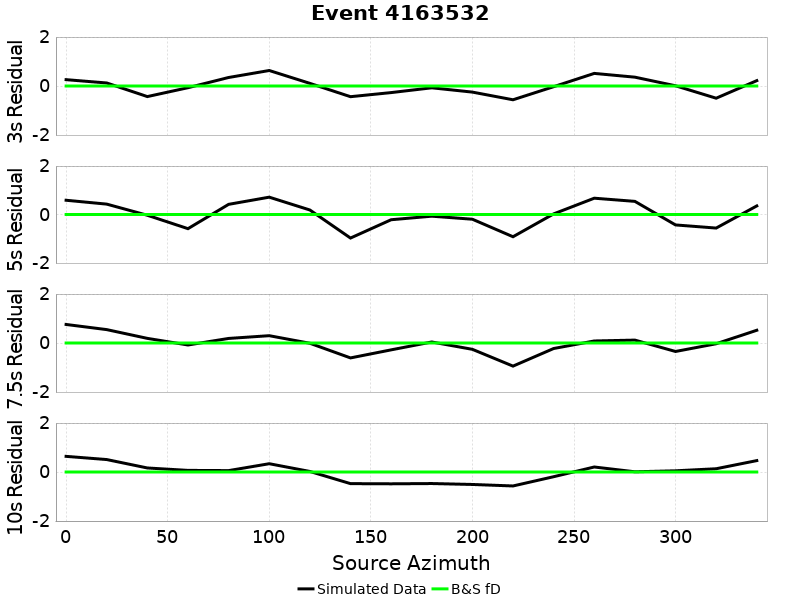 Event 4163532
3s Residual
2
0
-2
5s Residual
2
0
-2
7.5s Residual
2
0
-2
10s Residual
2
0
-2
0 50 100 150 200 250 300
Source Azimuth
Simulated Data B&S fD